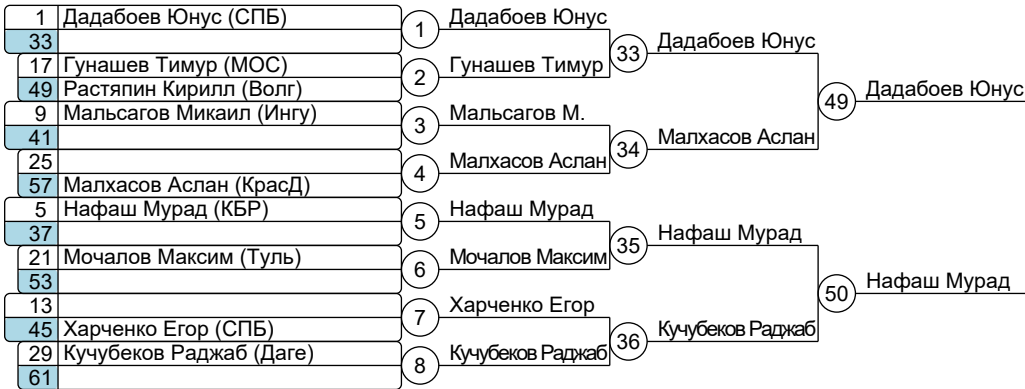 1 Дадабоев Юнус (СПБ)
33
17 Гунашев Тимур (МОС)
49 Растяпин Кирилл (Волг)
9 Мальсагов Микаил (Ингу)
41
25
57 Малхасов Аслан (КрасД)
5 Нафаш Мурад (КБР)
37
21 Мочалов Максим (Туль)
53
13
45 Харченко Егор (СПБ)
29 Кучубеков Раджаб (Даге)
61
1 Дадабоев Юнус
2 Гунашев Тимур
3 Мальсагов М.
4 Малхасов Аслан
5 Нафаш Мурад
6 Мочалов Максим
7 Харченко Егор
8 Кучубеков Раджаб
33 Дадабоев Юнус
34 Малхасов Аслан
35 Нафаш Мурад
36 Кучубеков Раджаб
49 Дадабоев Юнус
50 Нафаш Мурад